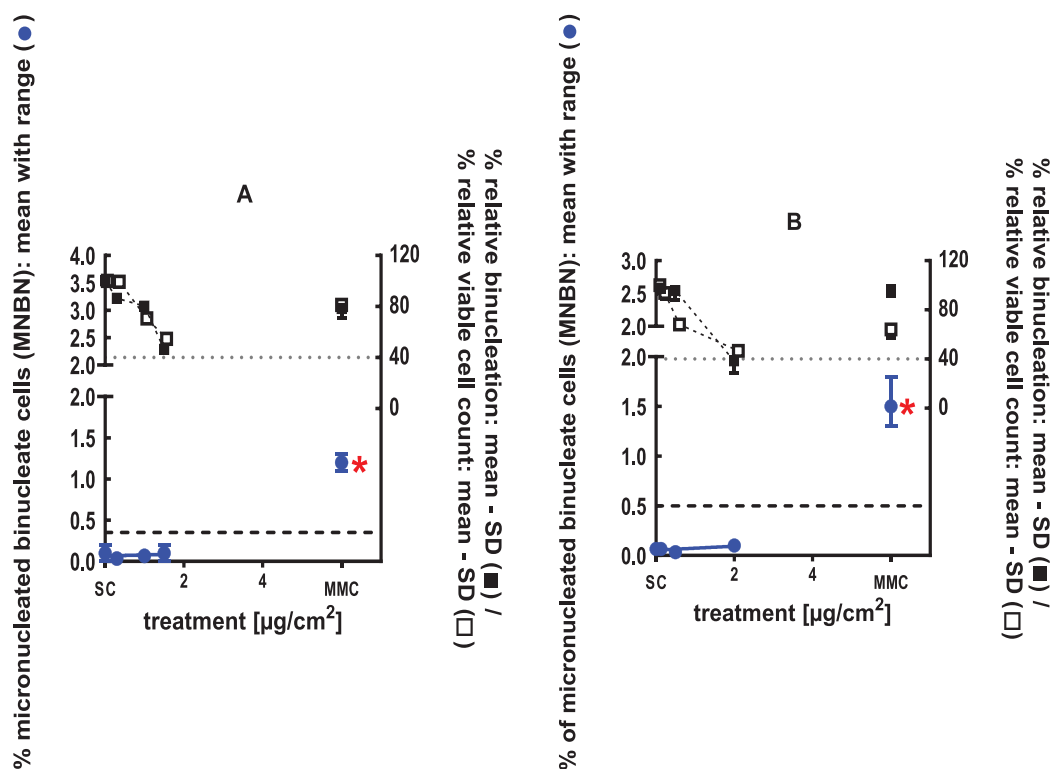 % micronucleated binucleate cells (MNBN): mean with range (●)
A
4.0
3.5
3.0
2.5
2.0
2.0
1.5
1.0
0.5
0.0
120
80
40
0
*
SC
2
4
MMC
treatment [µg/cm²]
% relative binucleation: mean - SD (■) /
% relative viable cell count: mean - SD (□)
% of micronucleated binucleate cells (MNBN): mean with range (●)
B
3.0
2.5
2.0
2.0
1.5
1.0
0.5
0.0
120
80
40
0
*
SC
2
4
MMC
treatment [µg/cm²]
% relative binucleation: mean - SD (■) /
% relative viable cell count: mean - SD (□)